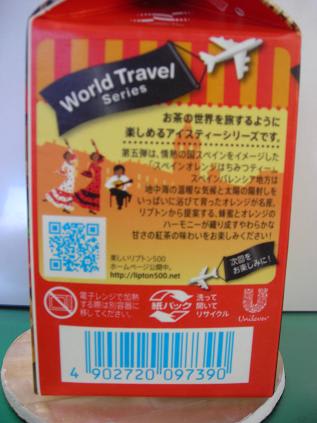 World Travel
Series
お茶の世界を旅するように
楽しめるアイスティーシリーズです。
第五弾は、情熱の国スペインをイメージした
「スペインオレンジはちみつティー」
スペインバレンシア地方は
地中海の温暖な気候と太陽の陽射しを
いっぱいに浴びて育ったオレンジが名産。
リプトンから提案する、蜂蜜とオレンジの
ハーモニーが織り成すやわらかな
甘さの紅茶の味わいをお楽しみください!
楽しいリプトン500
ホームページ公開中。
http://lipton500.net
次回を
お楽しみに!
電子レンジで加熱
する際は別容器に
移してください。
紙パック
洗って
開いて
リサイクル
Unilever
4 902720 097390